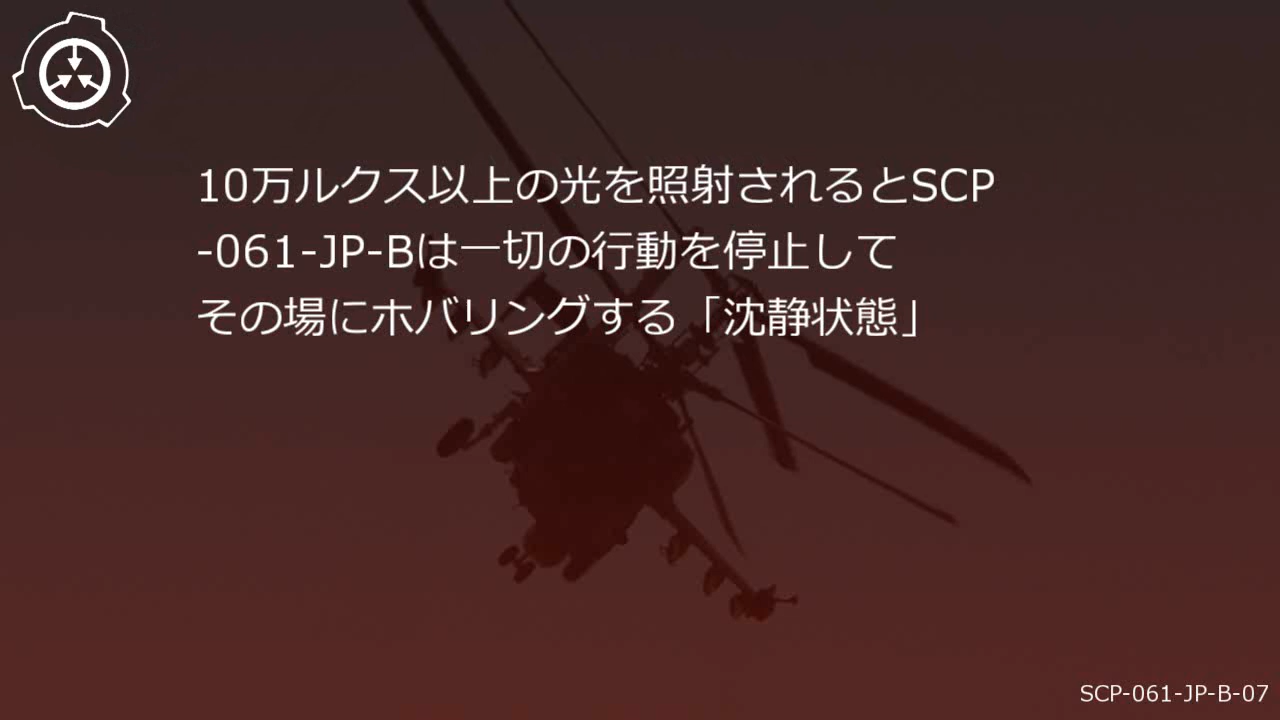 10万ルクス以上の光を照射されるとSCP
-061-JP-Bは一切の行動を停止して
その場にホバリングする「沈静状態」
SCP-061-JP-B-07